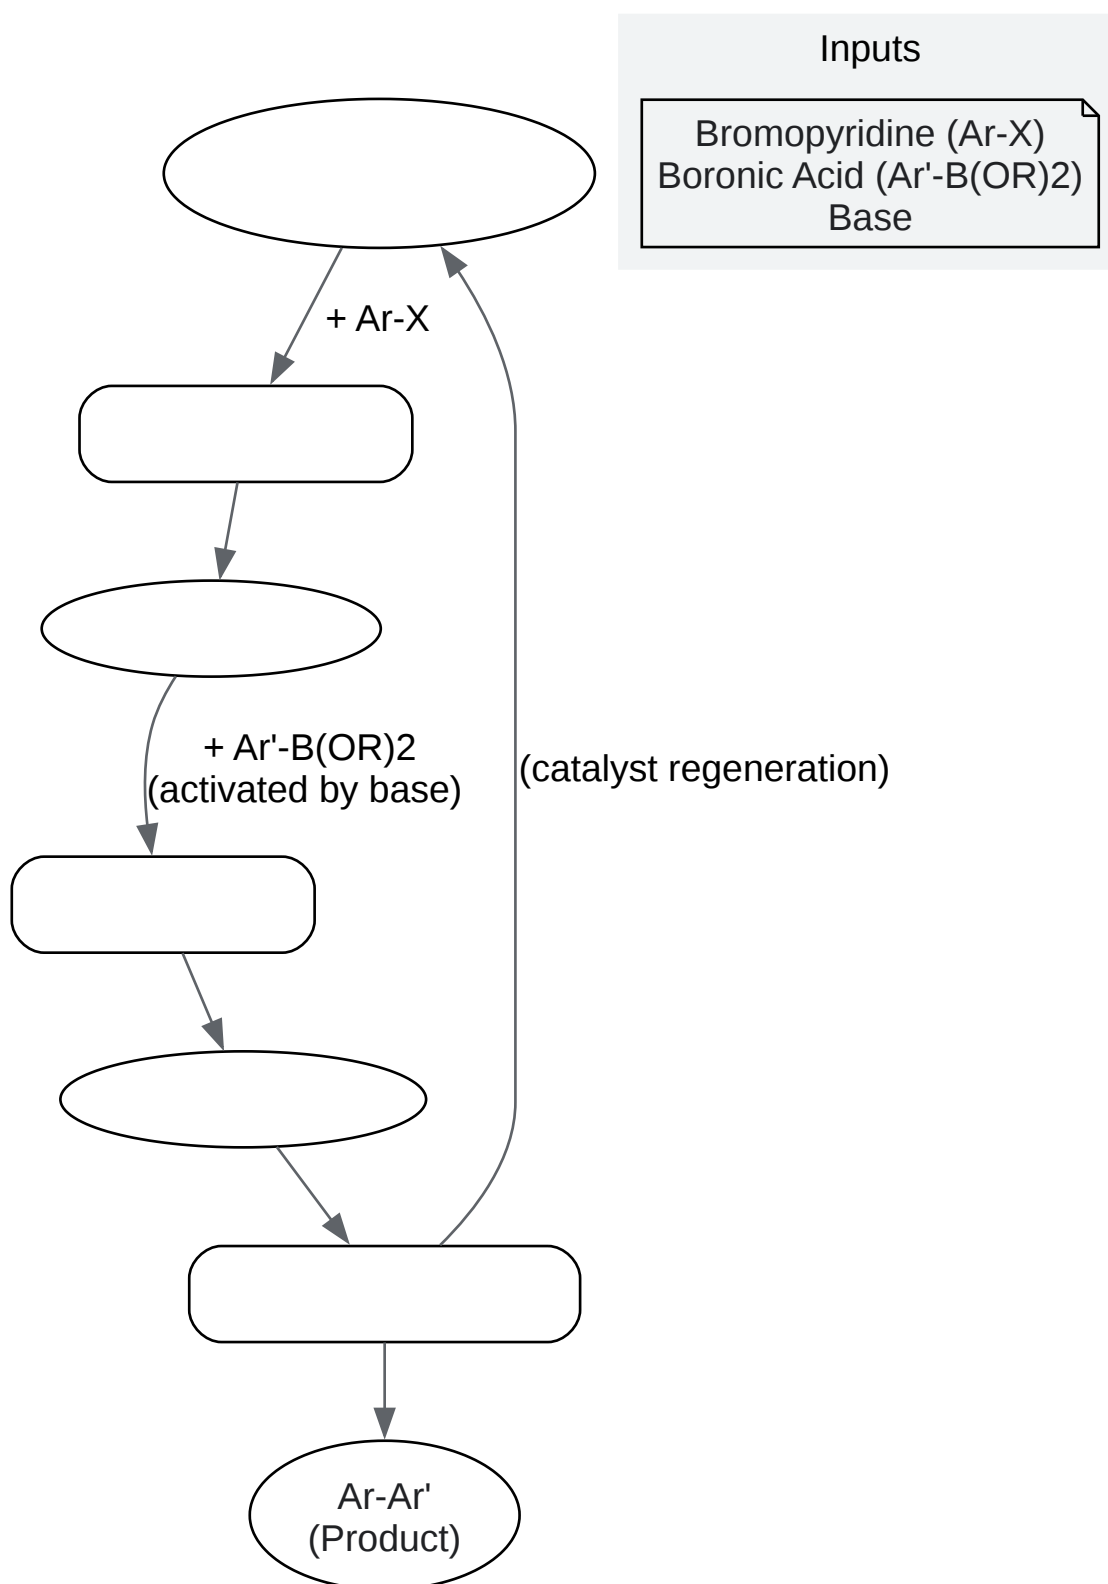 Inputs
Bromopyridine (Ar-X)
Boronic Acid (Ar'-B(OR)2)
Base
+ Ar-X
+ Ar'-B(OR)2
(activated by base)
(catalyst regeneration)
Ar-Ar'
(Product)